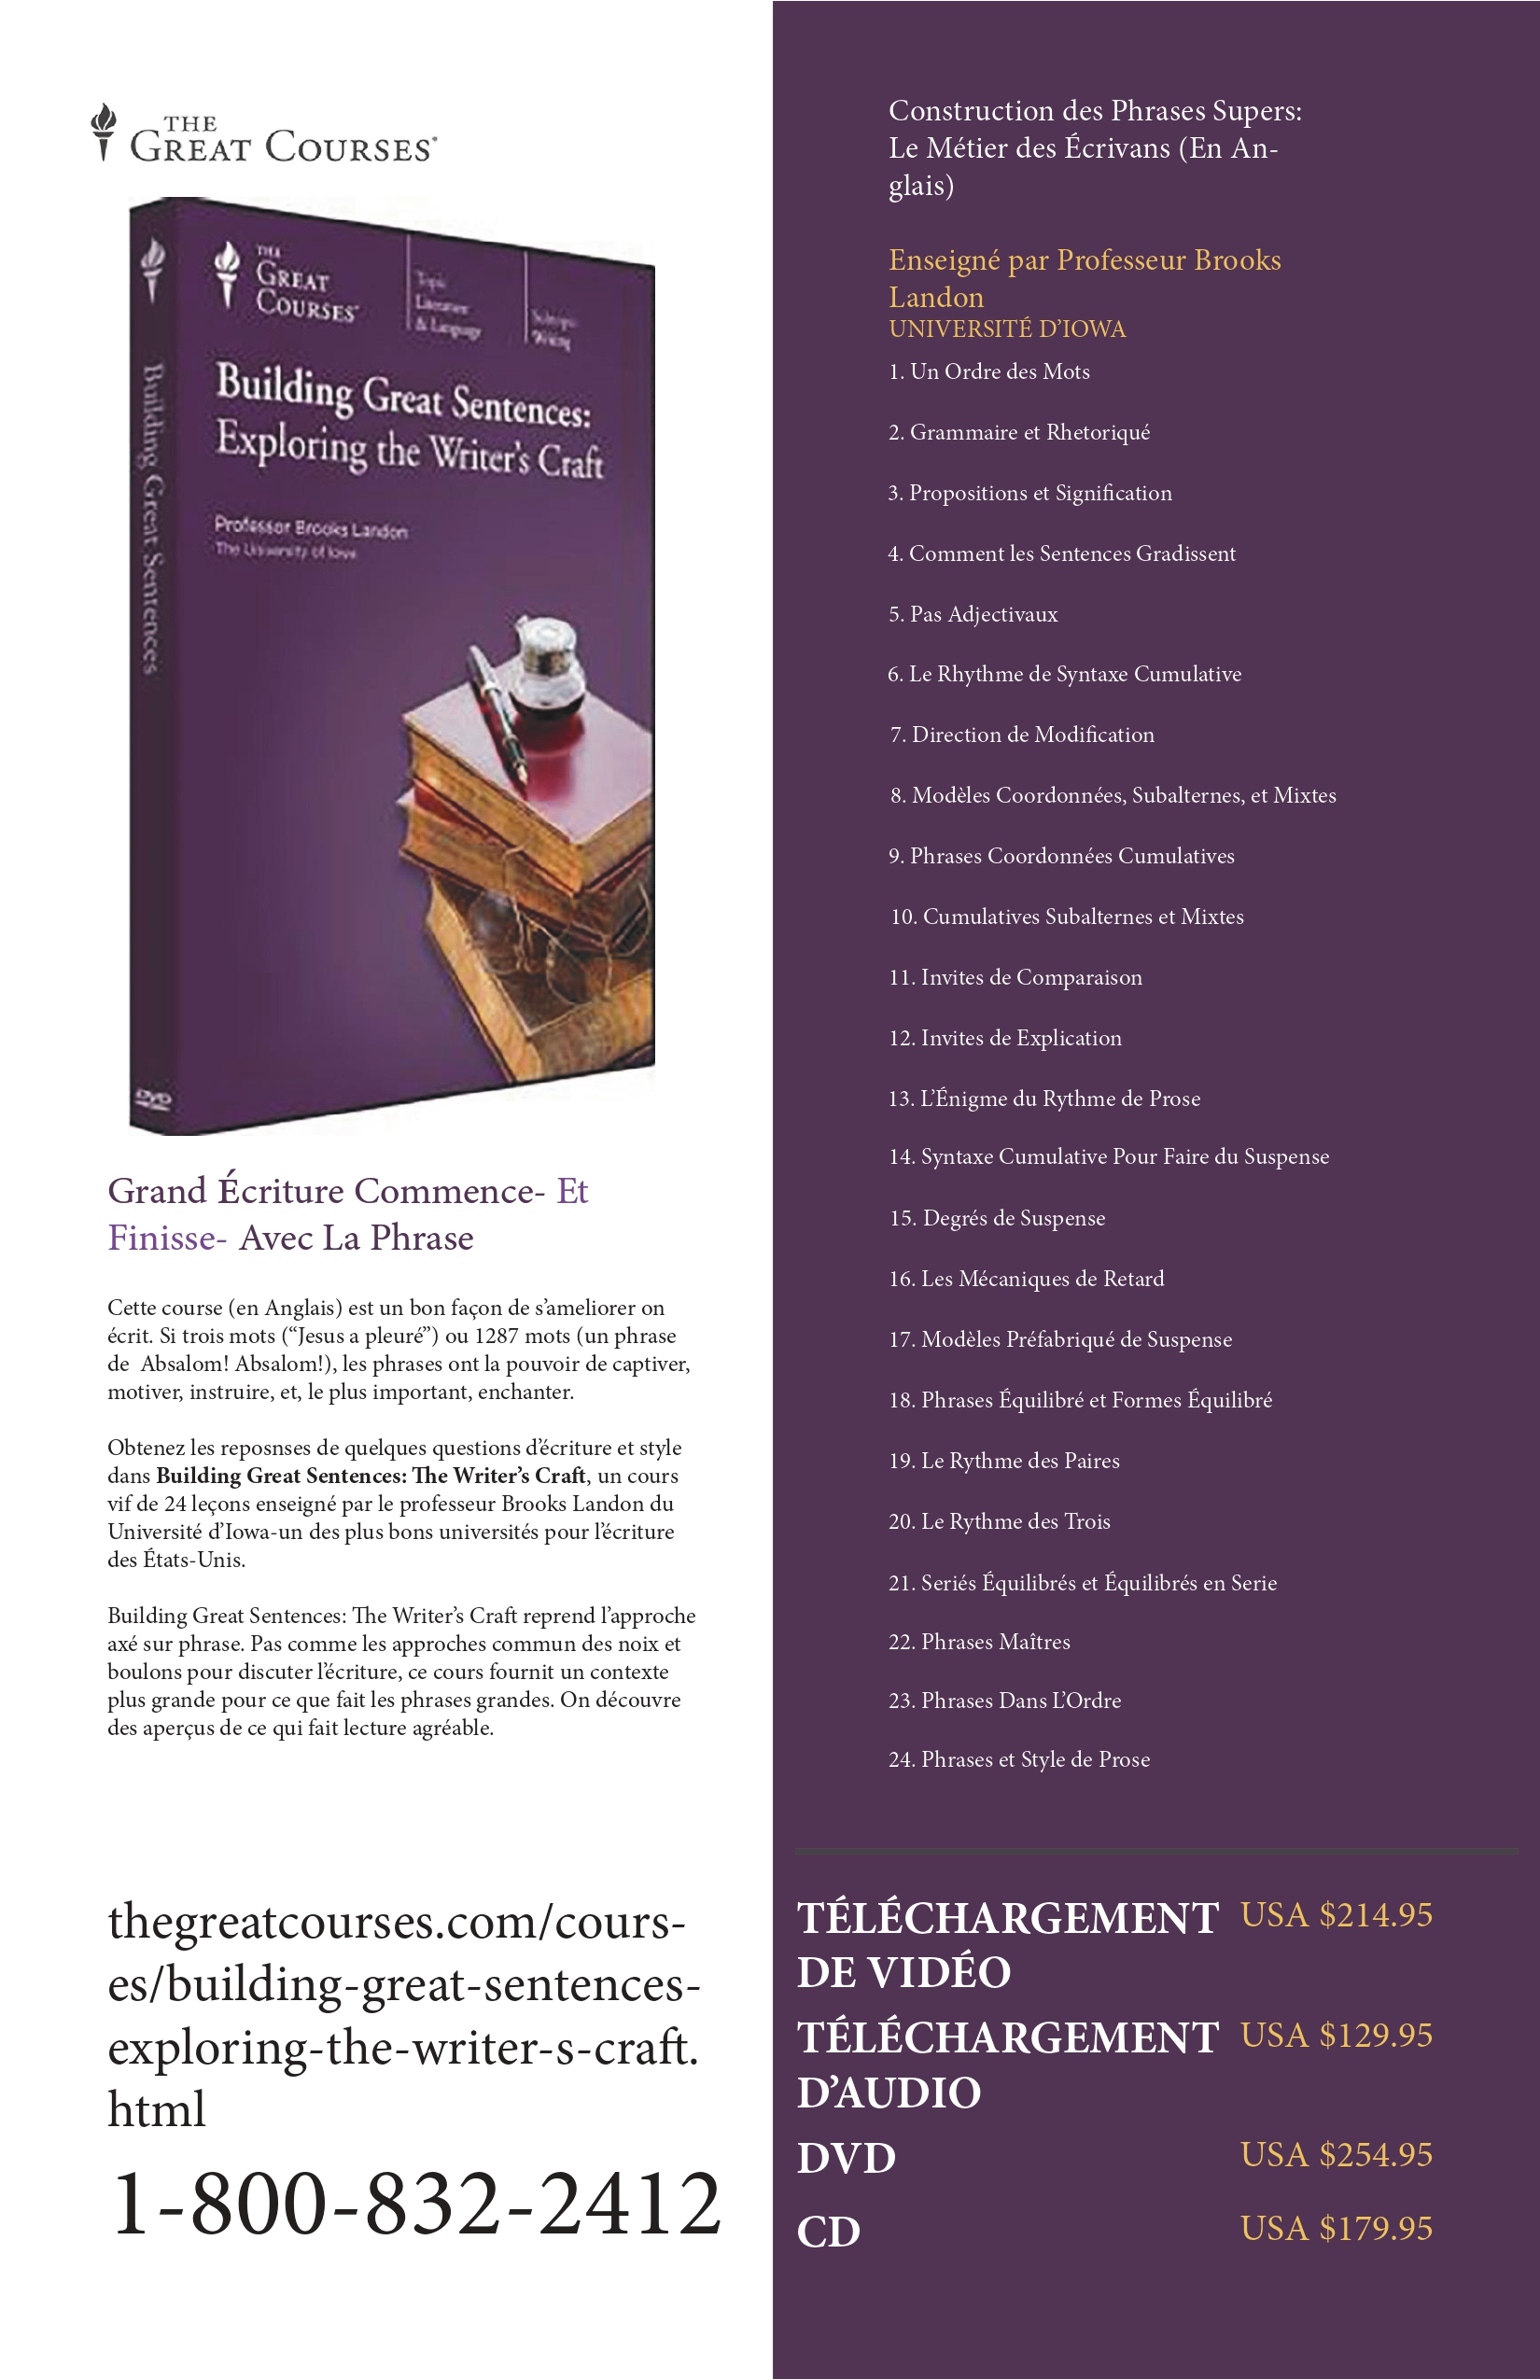 THE
GREAT COURSES
THE
GREAT
COURSES
Topic
Literature
& Language
Subtopic
Writing
Building Great Sentences:
Exploring the Writer's Craft
Professor Brooks Landon
The University of Iowa
Building Great Sentences
DVD
Grand Écriture Commence- Et
Finisse- Avec La Phrase
Cette course (en Anglais) est un bon façon de s’ameliorer on
écrit. Si trois mots (“Jesus a pleuré”) ou 1287 mots (un phrase
de Absalom! Absalom!), les phrases ont la pouvoir de captiver,
motiver, instruire, et, le plus important, enchanter.
Obtenez les reposnses de quelques questions d’écriture et style
dans Building Great Sentences: The Writer’s Craft, un cours
vif de 24 leçons enseigné par le professeur Brooks Landon du
Université d’Iowa-un des plus bons universités pour l’écriture
des États-Unis.
Building Great Sentences: The Writer’s Craft reprend l’approche
axé sur phrase. Pas comme les approches commun des noix et
boulons pour discuter l’écriture, ce cours fournit un contexte
plus grande pour ce que fait les phrases grandes. On découvre
des aperçus de ce qui fait lecture agréable.
thegreatcourses.com/cours-
es/building-great-sentences-
exploring-the-writer-s-craft.
html
1-800-832-2412
Construction des Phrases Supers:
Le Métier des Écrivans (En An-
glais)
Enseigné par Professeur Brooks
Landon
UNIVERSITÉ D’IOWA
1. Un Ordre des Mots
2. Grammaire et Rhetoriqué
3. Propositions et Signification
4. Comment les Sentences Gradissent
5. Pas Adjectivaux
6. Le Rhythme de Syntaxe Cumulative
7. Direction de Modification
8. Modèles Coordonnées, Subalternes, et Mixtes
9. Phrases Coordonnées Cumulatives
10. Cumulatives Subalternes et Mixtes
11. Invites de Comparaison
12. Invites de Explication
13. L’Énigme du Rythme de Prose
14. Syntaxe Cumulative Pour Faire du Suspense
15. Degrés de Suspense
16. Les Mécaniques de Retard
17. Modèles Préfabriqué de Suspense
18. Phrases Équilibré et Formes Équilibré
19. Le Rythme des Paires
20. Le Rythme des Trois
21. Seriés Équilibrés et Équilibrés en Serie
22. Phrases Maîtres
23. Phrases Dans L’Ordre
24. Phrases et Style de Prose
TÉLÉCHARGEMENT USA $214.95
DE VIDÉO
TÉLÉCHARGEMENT USA $129.95
D’AUDIO
DVD USA $254.95
CD USA $179.95